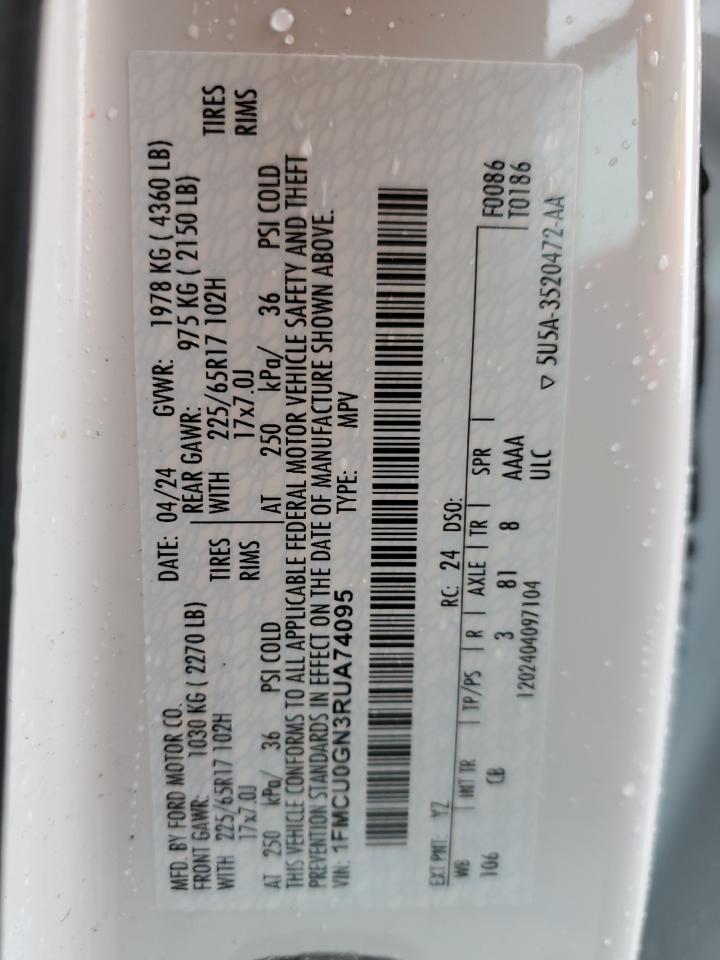 MFD. BY FORD MOTOR CO.
DATE: 04/24 GVWR: 1978 KG ( 4360 LB)
FRONT GAWR: 1030 KG ( 2270 LB)
REAR GAWR: 975 KG ( 2150 LB)
WITH 225/65R17 102H TIRES
WITH 225/65R17 102H TIRES
17x7.0J RIMS
17x7.0J RIMS
AT 250 kPa/ 36 PSI COLD
AT 250 kPa/ 36 PSI COLD
THIS VEHICLE CONFORMS TO ALL APPLICABLE FEDERAL MOTOR VEHICLE SAFETY AND THEFT
PREVENTION STANDARDS IN EFFECT ON THE DATE OF MANUFACTURE SHOWN ABOVE.
VIN: 1FMCU0GN3RUA74095 TYPE: MPV
EXT PNT: YZ RC: 24 DSO: F0086
WB INT TR TP/PS R AXLE TR SPR T0186
106 CB 3 81 8 AAAA
1202404097104 ULC
5U5A-3520472-AA